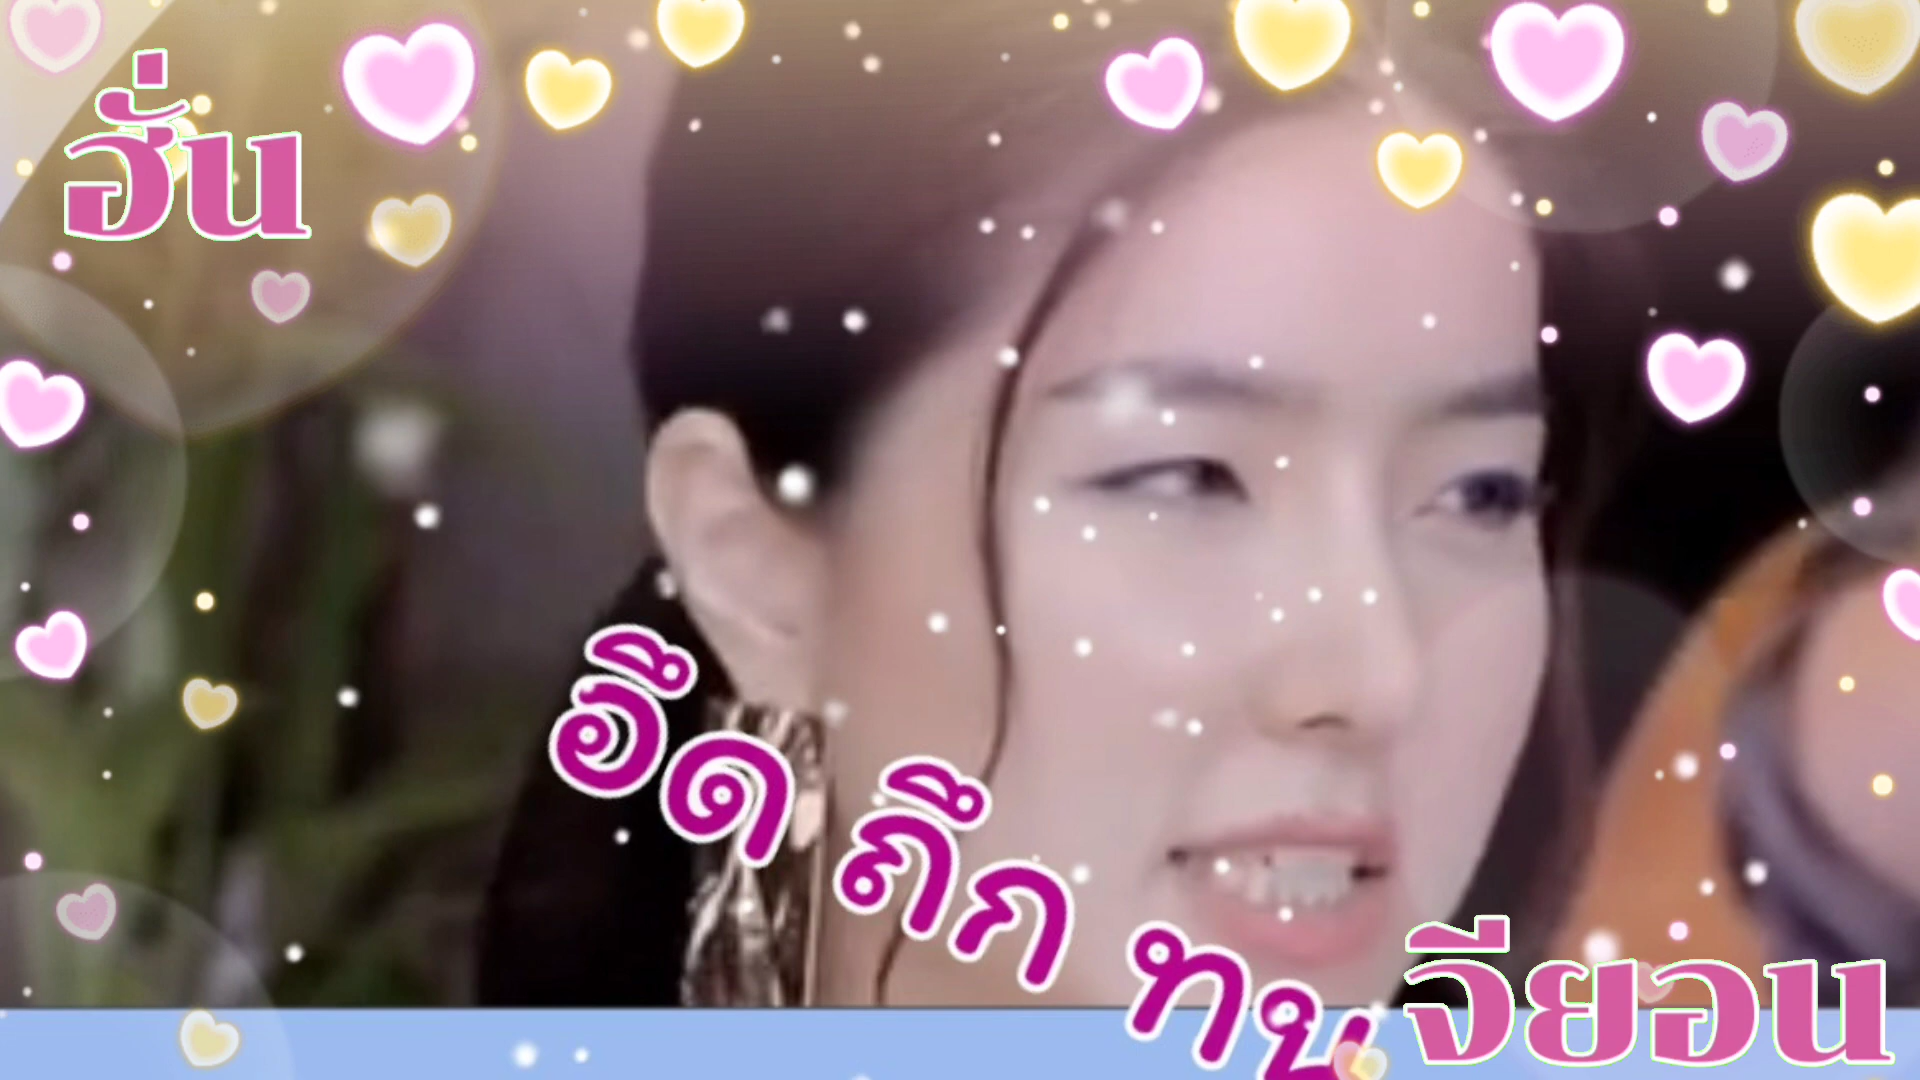 ฮั่น
อึด ถึก ทน
จียอน